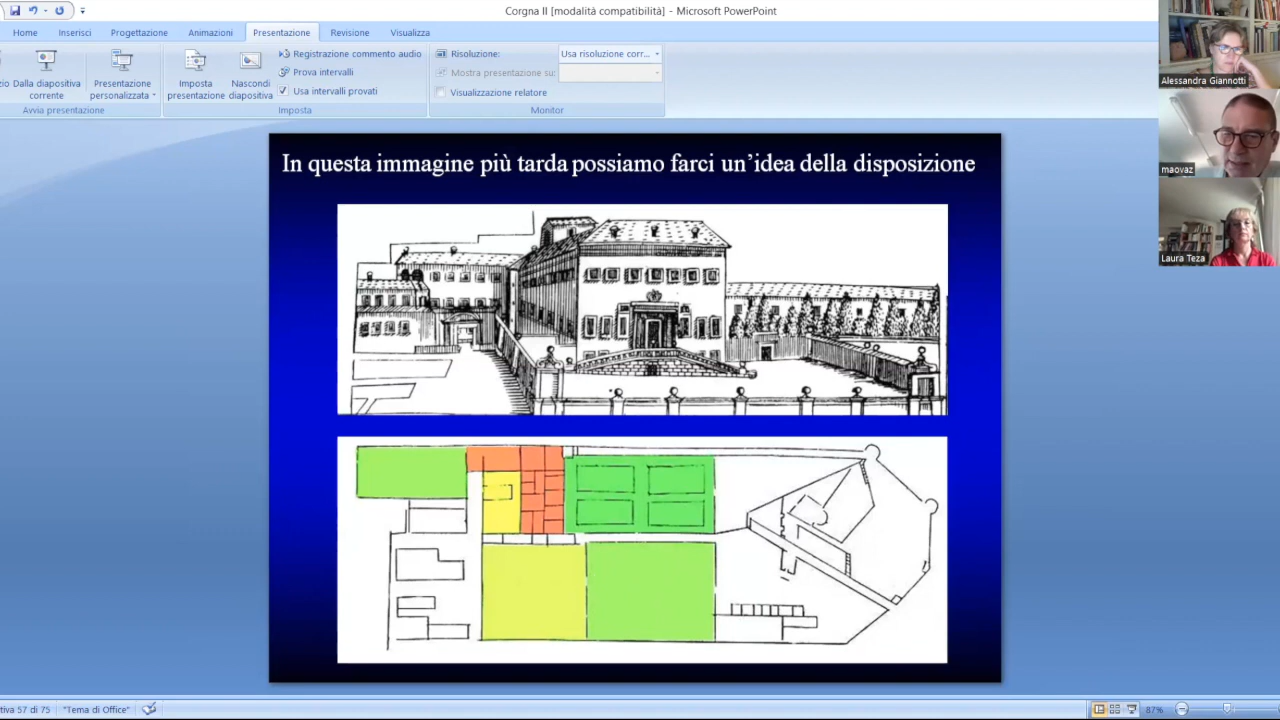 Corgna II [modalità compatibilità] - Microsoft PowerPoint
Home Inserisci Progettazione Animazioni Presentazione Revisione Visualizza
Dalla diapositiva corrente
Presentazione personalizzata
Imposta presentazione
Nascondi diapositiva
Registrazione commento audio
Prova intervalli
Usa intervalli provati
Risoluzione: Usa risoluzione corr...
Mostra presentazione su:
Visualizzazione relatore
Avvia presentazione Imposta Monitor
In questa immagine più tarda possiamo farci un'idea della disposizione
Alessandra Giannotti
maovaz
Laura Teza
tiva 57 di 75 "Tema di Office" 87%